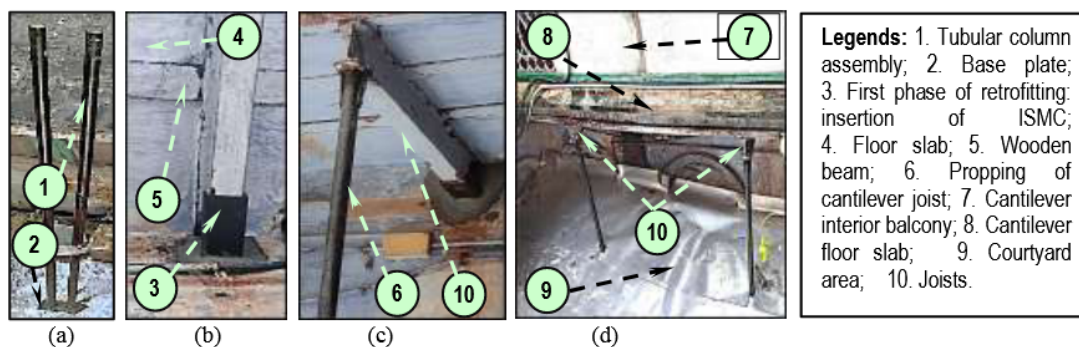 4
8
7
1
5
10
2
3
6
10
9
(a)
(b)
(c)
(d)
Legends: 1. Tubular column
assembly; 2. Base plate;
3. First phase of retrofitting:
insertion of ISMC;
4. Floor slab; 5. Wooden
beam; 6. Propping of
cantilever joist; 7. Cantilever
interior balcony; 8. Cantilever
floor slab; 9. Courtyard
area; 10. Joists.